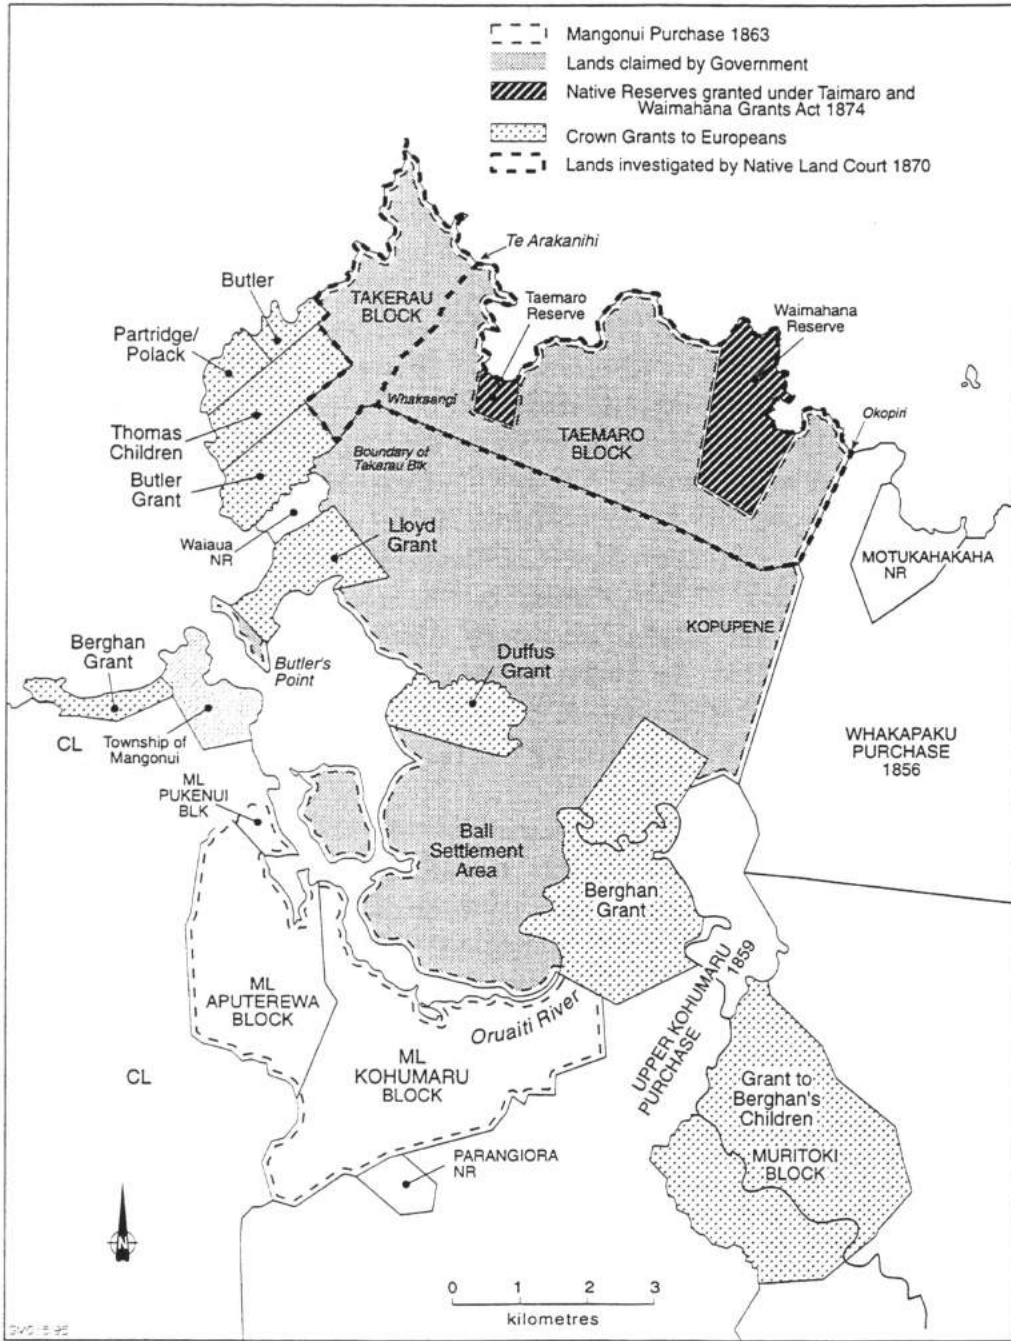 Mangonui Purchase 1863
Lands claimed by Government
Native Reserves granted under Taimaro and
Waimahana Grants Act 1874
Crown Grants to Europeans
Lands investigated by Native Land Court 1870
Te Arakanihi
Butler
TAKERAU
BLOCK
Taemaro
Reserve
Waimahana
Reserve
Partridge/
Polack
Whakaangi
Okopiri
Thomas
Children
TAEMARO
BLOCK
Boundary of
Takerau Blk
Butler
Grant
Lloyd
Grant
Waiaua
NR
MOTUKAHAKAHA
NR
KOPUPENE
Berghan
Grant
Butler's
Point
Duffus
Grant
CL
Township of
Mangonui
WHAKAPAKU
PURCHASE
1856
ML
PUKENUI
BLK
Ball
Settlement
Area
Berghan
Grant
UPPER KOHUMARU
PURCHASE 1859
ML
APUTEREWA
BLOCK
Oruaiti River
ML
KOHUMARU
BLOCK
CL
Grant to
Berghan's
Children
MURITOKI
BLOCK
PARANGIORA
NR
N
0 1 2 3
kilometres